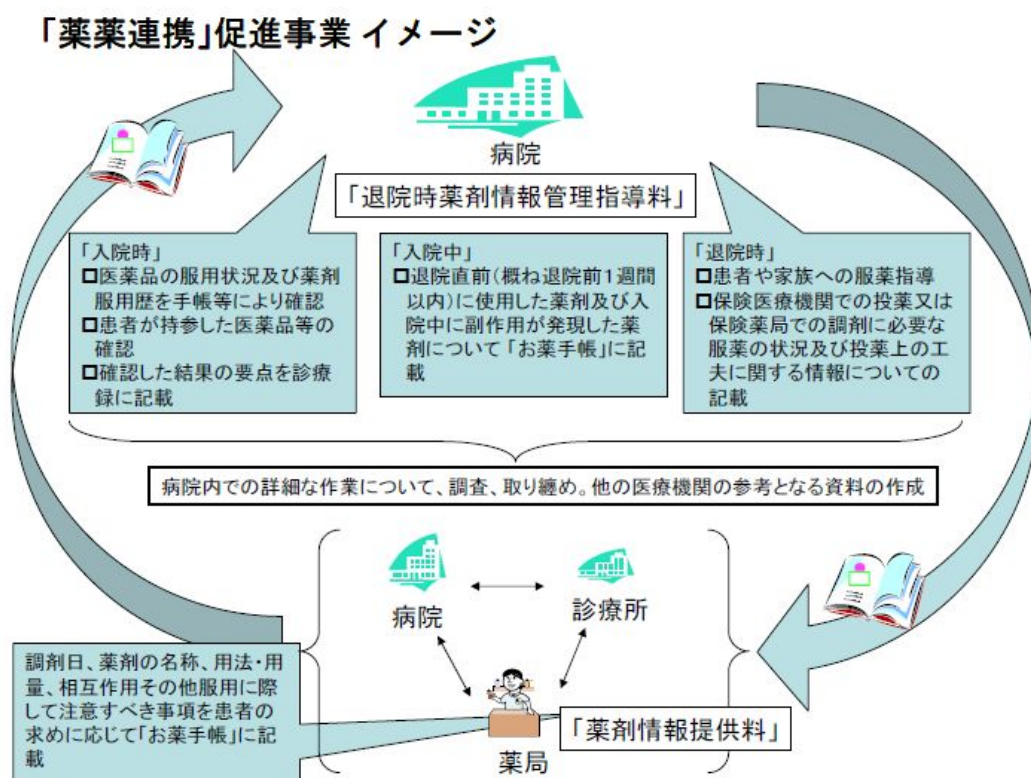 「薬薬連携」促進事業 イメージ
病院
「退院時薬剤情報管理指導料」
「入院時」
□医薬品の服用状況及び薬剤
服用歴を手帳等により確認
□患者が持参した医薬品等の
確認
□確認した結果の要点を診療
録に記載
「入院中」
□退院直前(概ね退院前1週間
以内)に使用した薬剤及び入
院中に副作用が発現した薬
剤について「お薬手帳」に記
載
「退院時」
□患者や家族への服薬指導
□保険医療機関での投薬又は
保険薬局での調剤に必要な
服薬の状況及び投薬上の工
夫に関する情報についての
記載
病院内での詳細な作業について、調査、取り纏め。他の医療機関の参考となる資料の作成
病院
診療所
調剤日、薬剤の名称、用法・用
量、相互作用その他服用に際
して注意すべき事項を患者の
求めに応じて「お薬手帳」に記
載
「薬剤情報提供料」
薬局